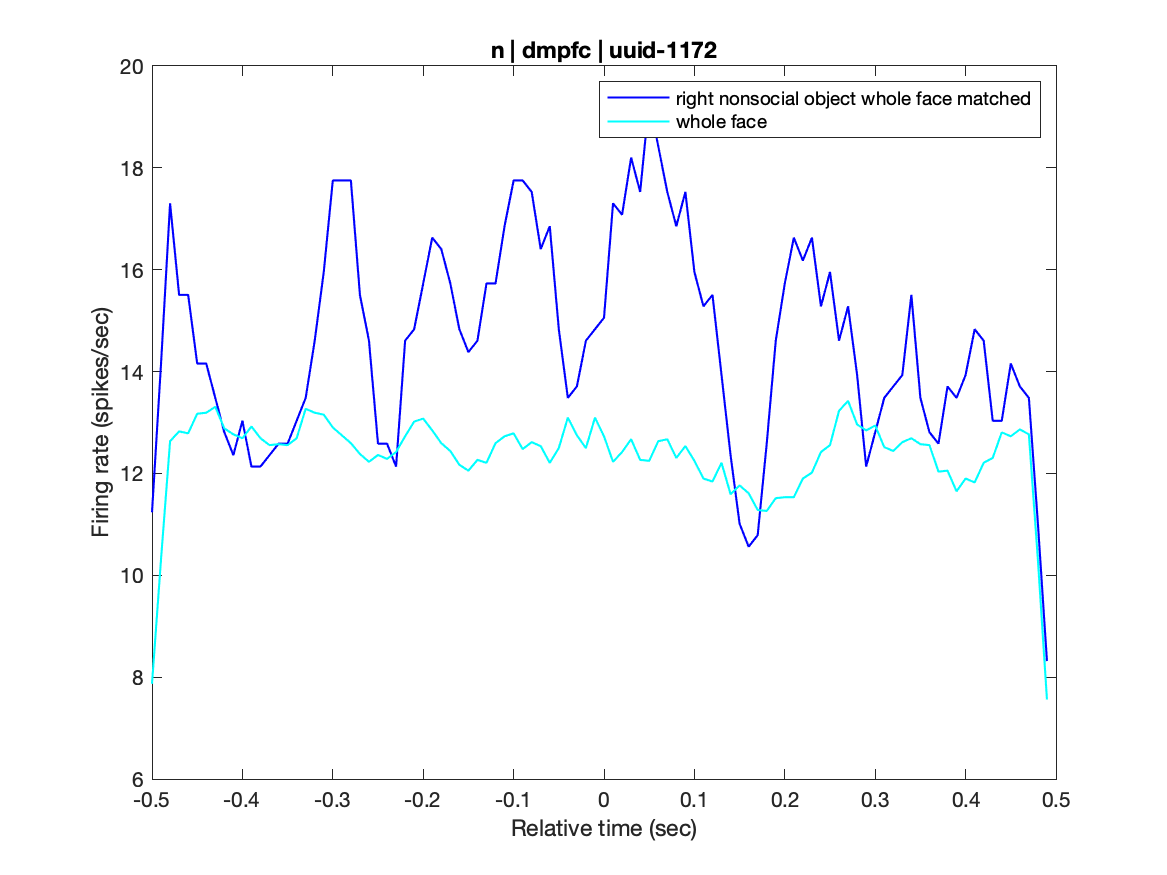 n | dmpfc | uuid-1172
right nonsocial object whole face matched
whole face
Firing rate (spikes/sec)
20
18
16
14
12
10
8
6
-0.5 -0.4 -0.3 -0.2 -0.1 0 0.1 0.2 0.3 0.4 0.5
Relative time (sec)